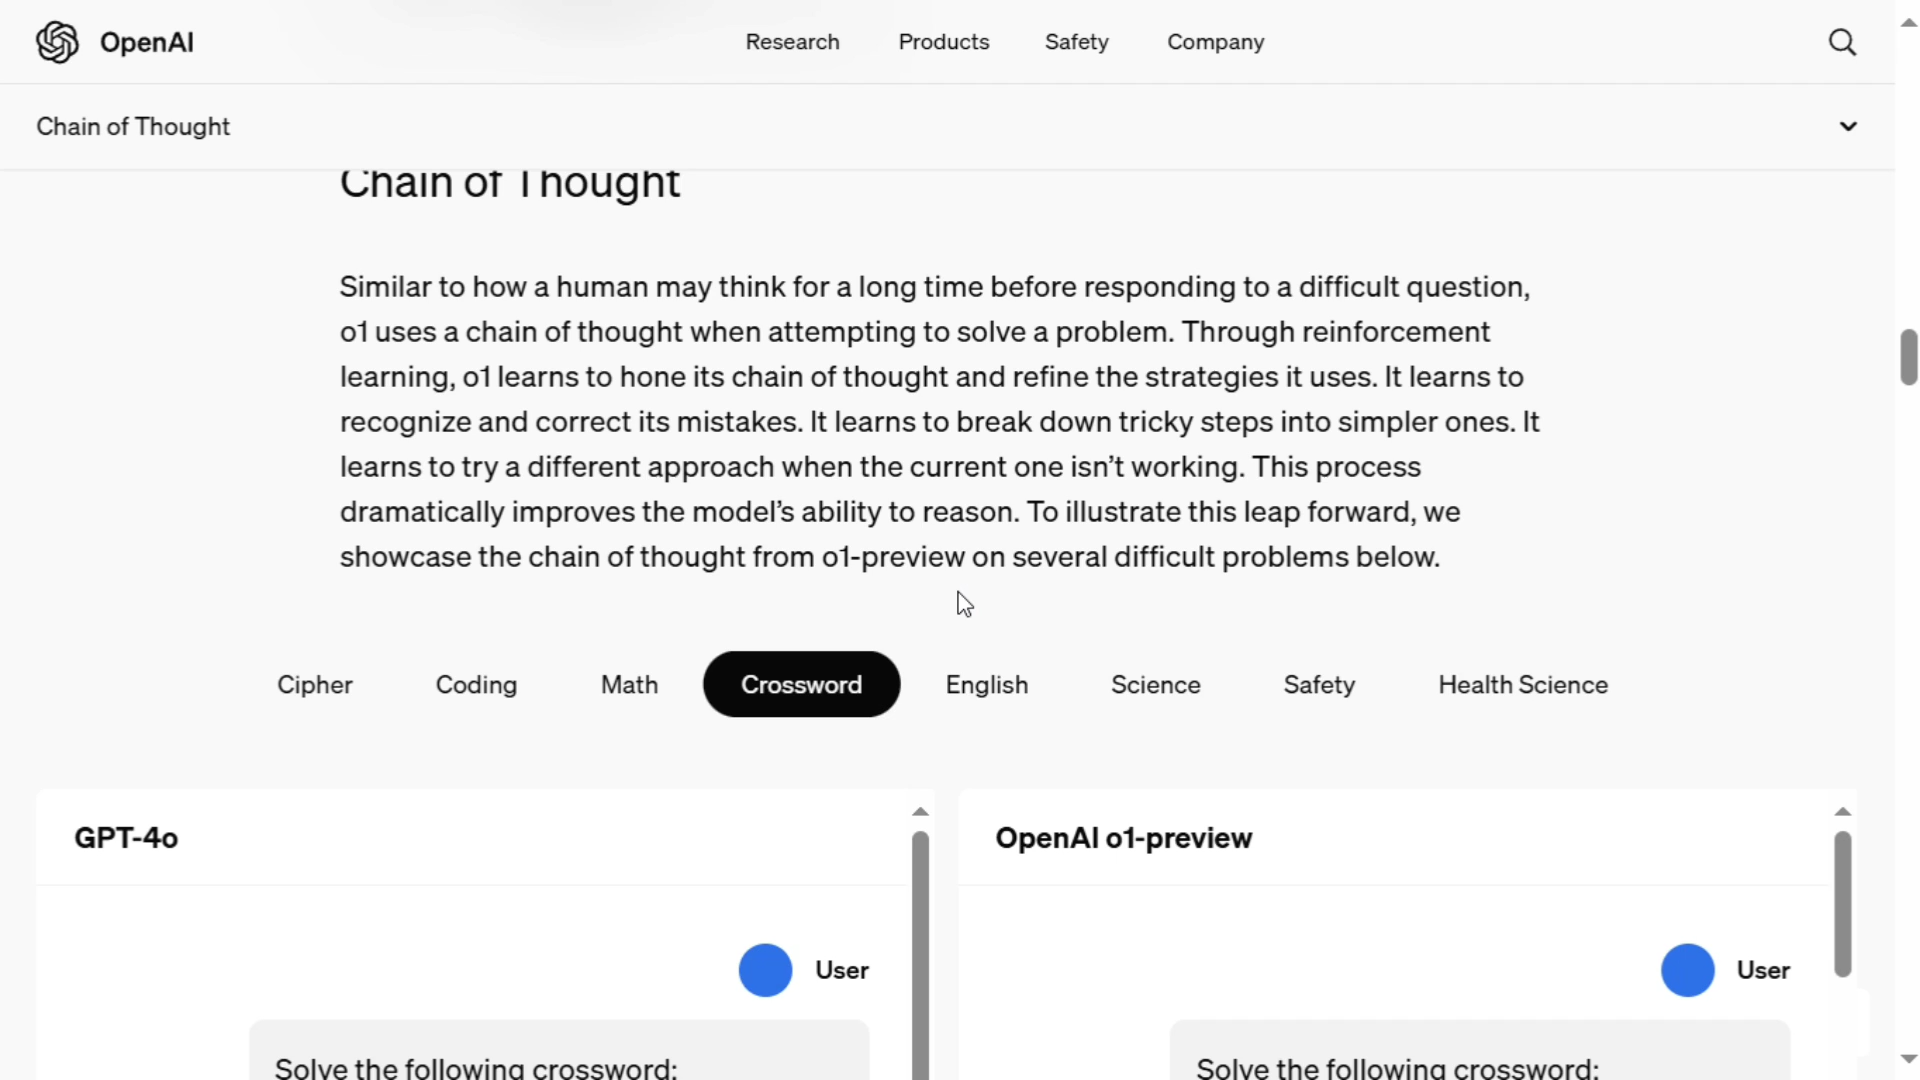 OpenAI
Research Products Safety Company
Chain of Thought
Chain of Thought
Similar to how a human may think for a long time before responding to a difficult question,
o1 uses a chain of thought when attempting to solve a problem. Through reinforcement
learning, o1 learns to hone its chain of thought and refine the strategies it uses. It learns to
recognize and correct its mistakes. It learns to break down tricky steps into simpler ones. It
learns to try a different approach when the current one isn’t working. This process
dramatically improves the model’s ability to reason. To illustrate this leap forward, we
showcase the chain of thought from o1-preview on several difficult problems below.
Cipher Coding Math Crossword English Science Safety Health Science
GPT-4o
User
Solve the following crossword:
OpenAI o1-preview
User
Solve the following crossword: